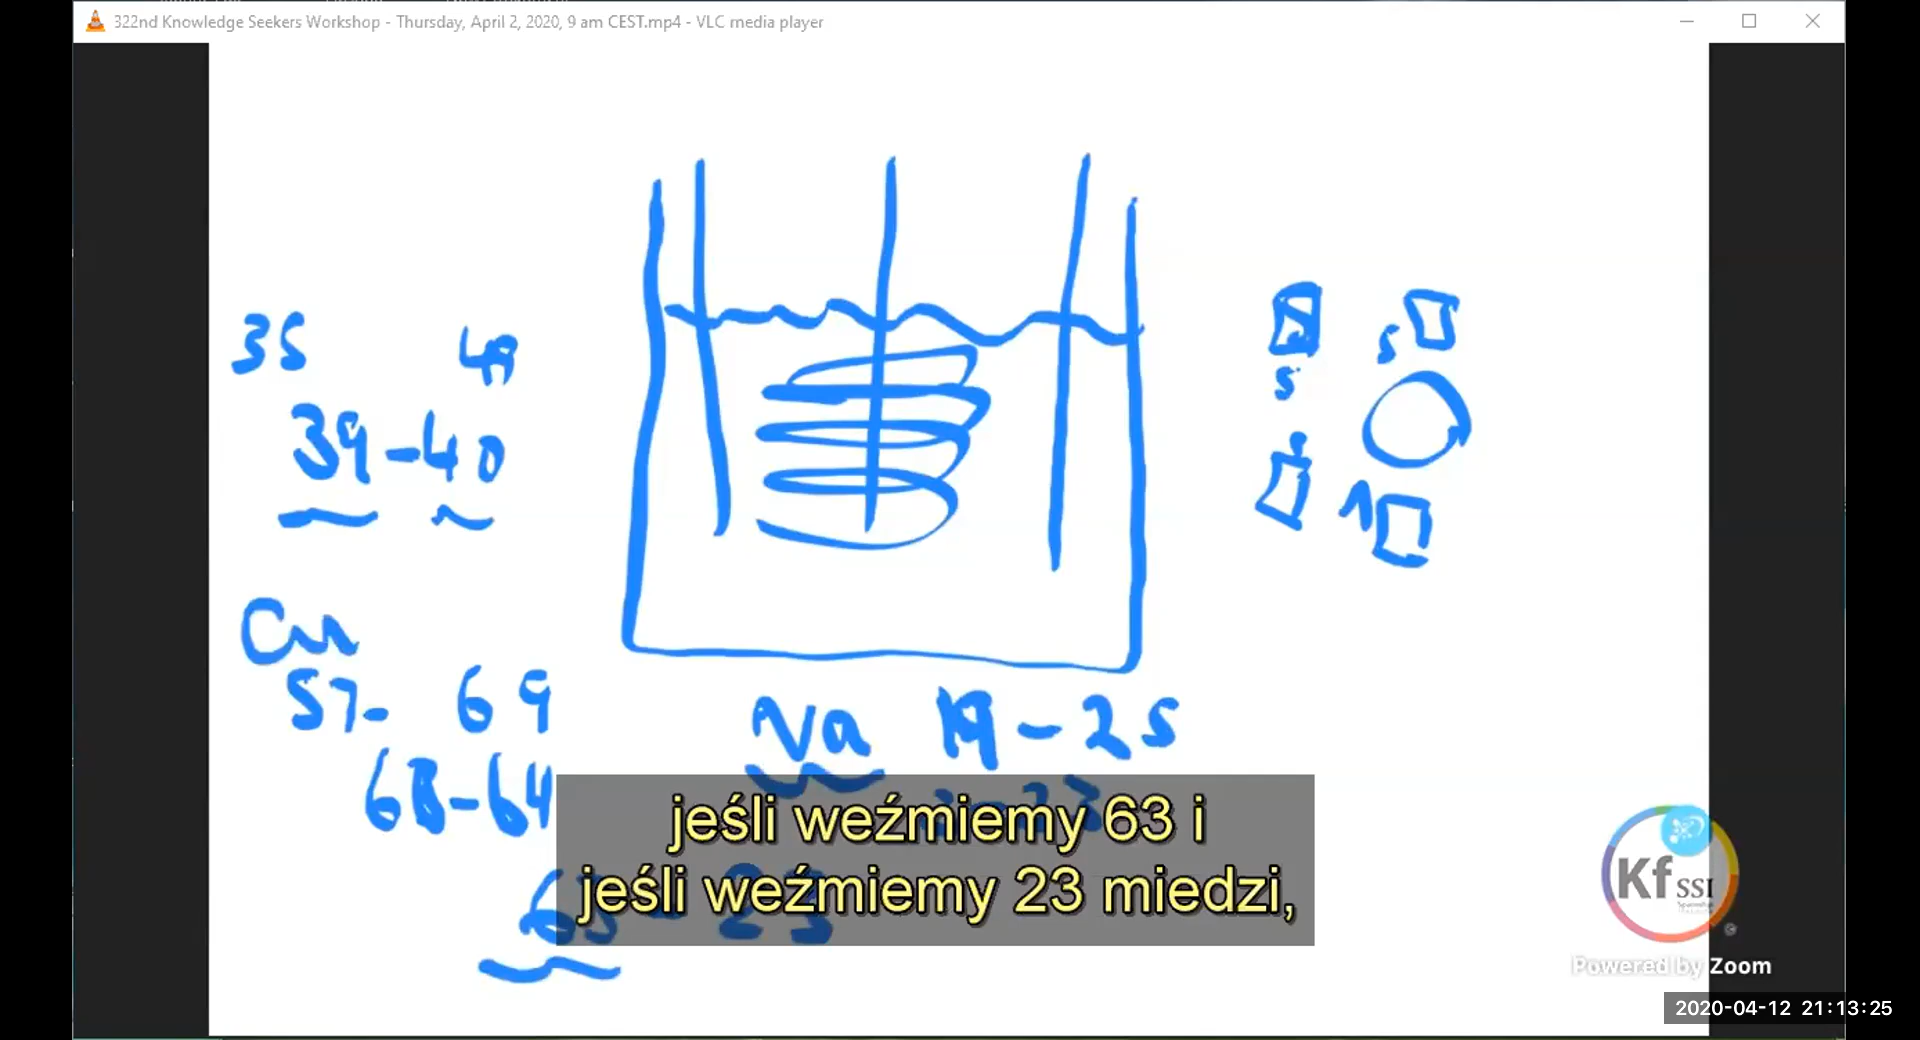 322nd Knowledge Seekers Workshop - Thursday, April 2, 2020, 9 am CEST.mp4 - VLC media player
35
39-40
Cu
57- 69
Na 19-25
jeśli weźmiemy 63 i
jeśli weźmiemy 23 miedzi,
S
S
Kf SSI
Powered by Zoom
2020-04-12 21:13:25